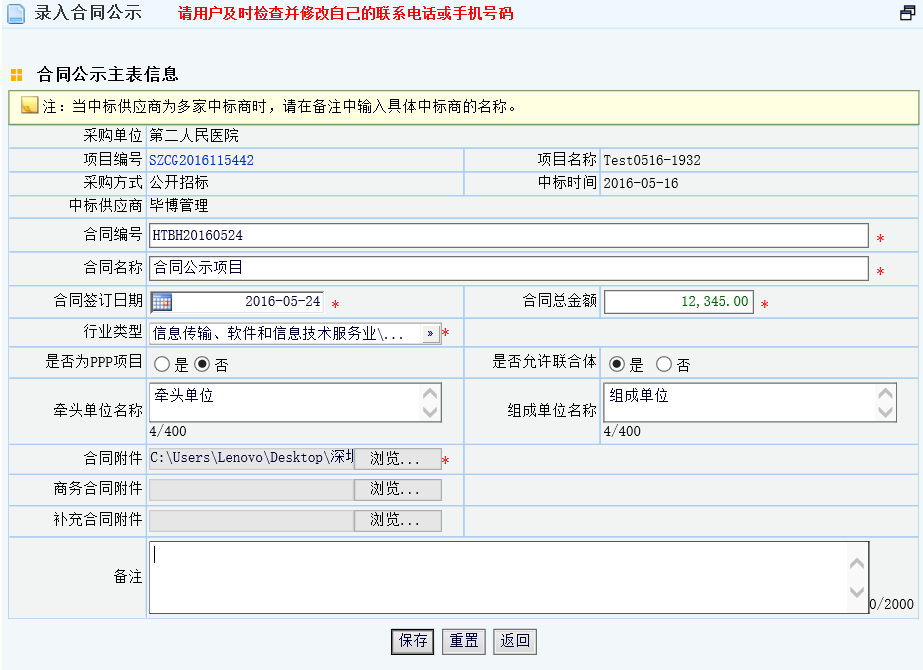 录入合同公示 请用户及时检查并修改自己的联系电话或手机号码
合同公示主表信息
注：当中标供应商为多家中标商时，请在备注中输入具体中标商的名称。
采购单位 第二人民医院
项目编号 SZCG2016115442 项目名称 Test0516-1932
采购方式 公开招标 中标时间 2016-05-16
中标供应商 毕博管理
合同编号 HTBH20160524 *
合同名称 合同公示项目 *
合同签订日期 2016-05-24 * 合同总金额 12,345.00 *
行业类型 信息传输、软件和信息技术服务业\... » *
是否为PPP项目 是 否 是否允许联合体 是 否
牵头单位名称 牵头单位 组成单位名称 组成单位
4/400 4/400
合同附件 C:\Users\Lenovo\Desktop\深圳 浏览... *
商务合同附件 浏览...
补充合同附件 浏览...
备注 0/2000
保存 重置 返回